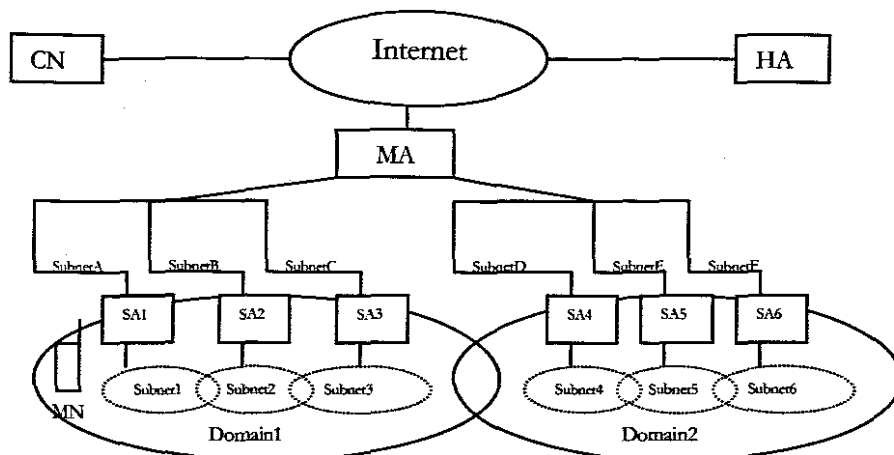 Internet
CN
HA
MA
SubnetA
SubnetB
SubnetC
SubnetD
SubnetE
SubnetF
SA1
SA2
SA3
SA4
SA5
SA6
Subnet1
Subnet2
Subnet3
Subnet4
Subnet5
Subnet6
MN
Domain1
Domain2